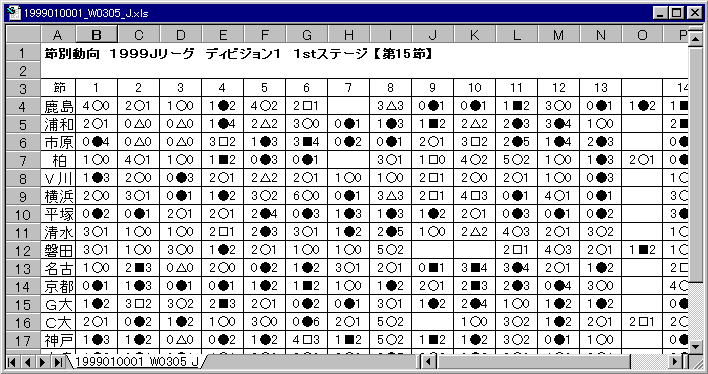 1999010001_W0305_J.xls
A B C D E F G H I J K L M N O P
1 節別動向 1999Jリーグ ディビジョン1 1stステージ【第15節】
2
3 節 1 2 3 4 5 6 7 8 9 10 11 12 13 14
4 鹿島 4○0 2○1 1○0 1●2 4○2 2□1 3△3 0●1 0●1 1■2 3○0 0●1 1●2 1■
5 浦和 2○1 0△0 0△0 1●4 2△2 3○0 0●1 1●3 1■2 2△2 2●3 3●4 1○0 2■
6 市原 0●4 0△0 0△0 3□2 1●3 3■4 0●2 0●1 2○1 3□2 2●5 1●4 2●3 0●
7 柏 1○0 4○1 1○0 1■2 0●3 0●1 3○1 1□0 4○2 5○2 1○0 1●3 2○1 0●
8 V川 1●3 2○0 0●3 2○1 2△2 2○1 1○0 1○0 2○1 3□2 2○1 1○0 1○0 1○
9 横浜 2○0 3○1 0●1 1●2 3○2 6○0 0●1 3△3 2□1 4□3 0●1 4○1 0●1 3○
10 平塚 0●2 0●1 2○1 2○1 2●4 0●3 1●3 1●3 1●2 2○1 0●3 0●1 0●2 3●
11 清水 3○1 1○0 1○0 2□1 2●3 3○1 1●2 2●5 1○0 2△2 4○3 2○1 3○2 3○
12 磐田 3○1 1○0 3○0 1●2 2○1 1○0 1○0 5○2 2□1 4○3 2○1 1■2 1○
13 名古 1○0 2■3 0△0 2○0 0●2 1●2 3○1 2○1 0■1 3■4 3●4 2○1 1●2 2□
14 京都 0●1 1●3 0●1 0●1 1●2 1■2 1○0 1●2 0●1 2■3 2●3 0●4 3○0 4○
15 G大 1●2 3□2 3○2 2■3 0●1 2○1 0●1 3○1 1●2 2●4 1○0 1●2 1●2 0●
16 C大 2○1 0●2 1●2 1○0 3○0 0●6 2○1 5○2 1○0 3○2 1●2 2○1 2□1 2○
17 神戸 1●3 1●2 0△0 0●2 1●2 4□3 1■2 1●5 1■2 1●2 3○0 3○2 2○1 0●
1999010001_W0305_J